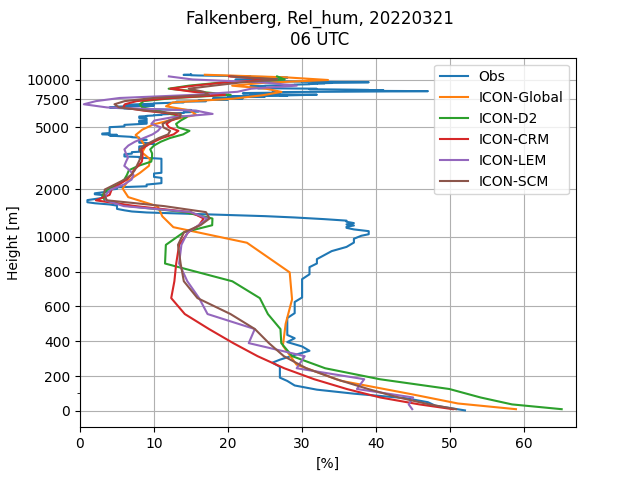 Falkenberg, Rel_hum, 20220321
06 UTC
Obs
ICON-Global
ICON-D2
ICON-CRM
ICON-LEM
ICON-SCM
10000
7500
5000
2000
1000
800
600
400
200
0
Height [m]
0 10 20 30 40 50 60
[%]